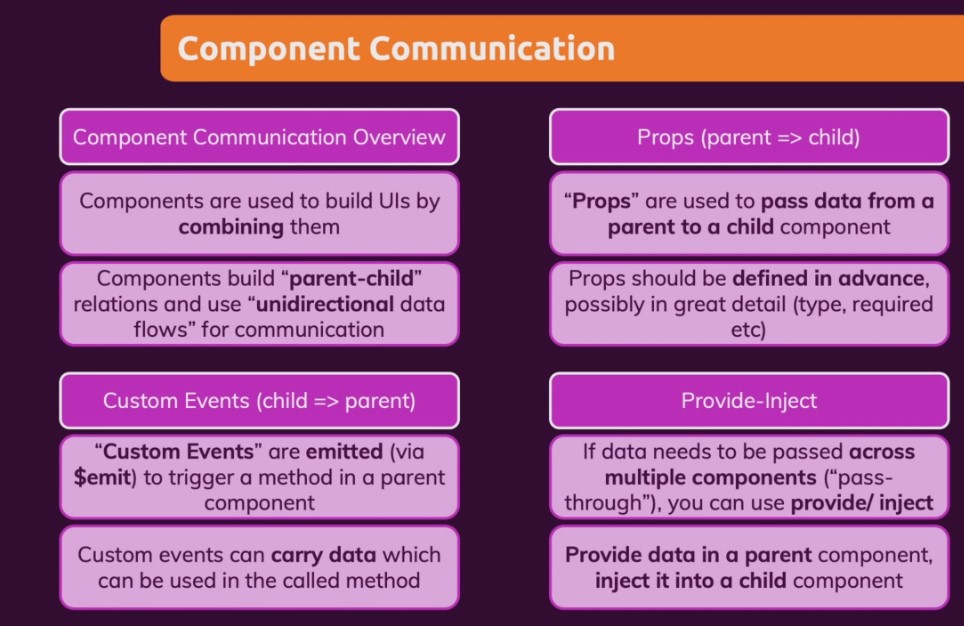 Component Communication
Component Communication Overview
Components are used to build UIs by
combining them
Components build “parent-child”
relations and use “unidirectional data
flows” for communication
Props (parent => child)
“Props” are used to pass data from a
parent to a child component
Props should be defined in advance,
possibly in great detail (type, required
etc)
Custom Events (child => parent)
“Custom Events” are emitted (via
$emit) to trigger a method in a parent
component
Custom events can carry data which
can be used in the called method
Provide-Inject
If data needs to be passed across
multiple components (“pass-
through”), you can use provide/ inject
Provide data in a parent component,
inject it into a child component